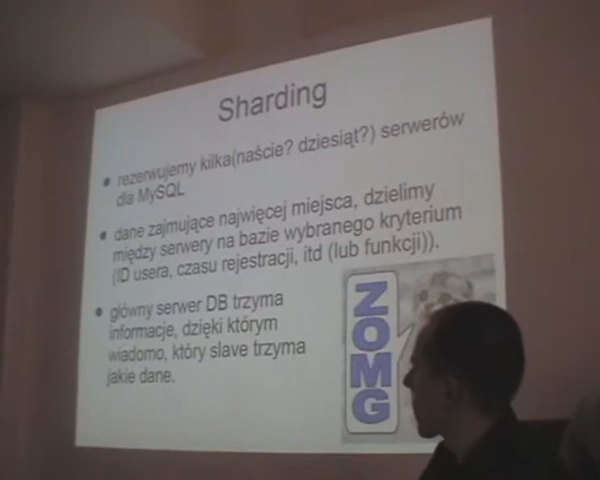 Sharding
• rezerwujemy kilka(naście? dziesiąt?) serwerów
dla MySQL
• dane zajmujące najwięcej miejsca, dzielimy
między serwery na bazie wybranego kryterium
(ID usera, czasu rejestracji, itd (lub funkcji)).
• główny serwer DB trzyma
informacje, dzięki którym
wiadomo, który slave trzyma
jakie dane.
ZOMG